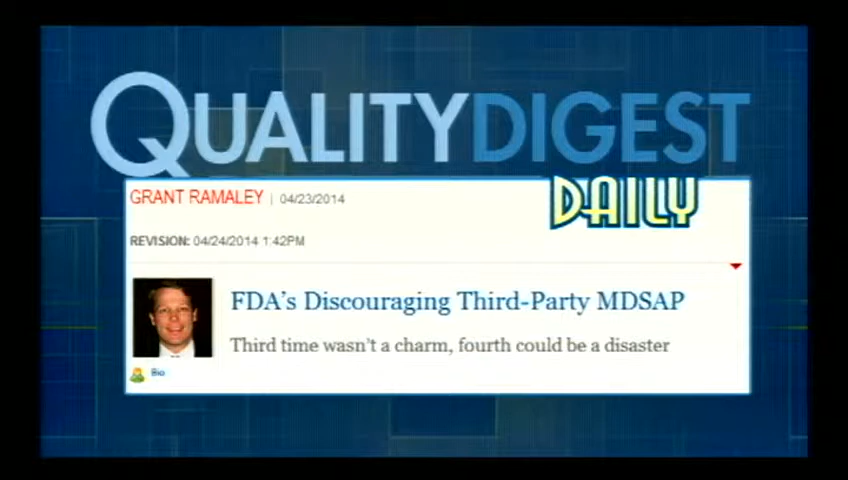 QUALITYDIGEST
DAILY
GRANT RAMALEY | 04/23/2014
REVISION: 04/24/2014 1:42PM
FDA's Discouraging Third-Party MDSAP
Third time wasn't a charm, fourth could be a disaster
Bio